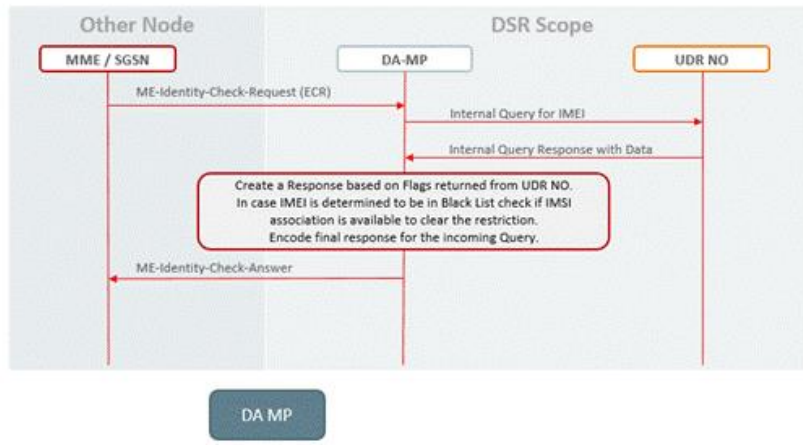 Other Node
DSR Scope
MME / SGSN
DA-MP
UDR NO
ME-Identity-Check-Request (ECR)
Internal Query for IMEI
Internal Query Response with Data
Create a Response based on Flags returned from UDR NO.
In case IMEI is determined to be in Black List check if IMSI
association is available to clear the restriction.
Encode final response for the incoming Query.
ME-Identity-Check-Answer
DA MP